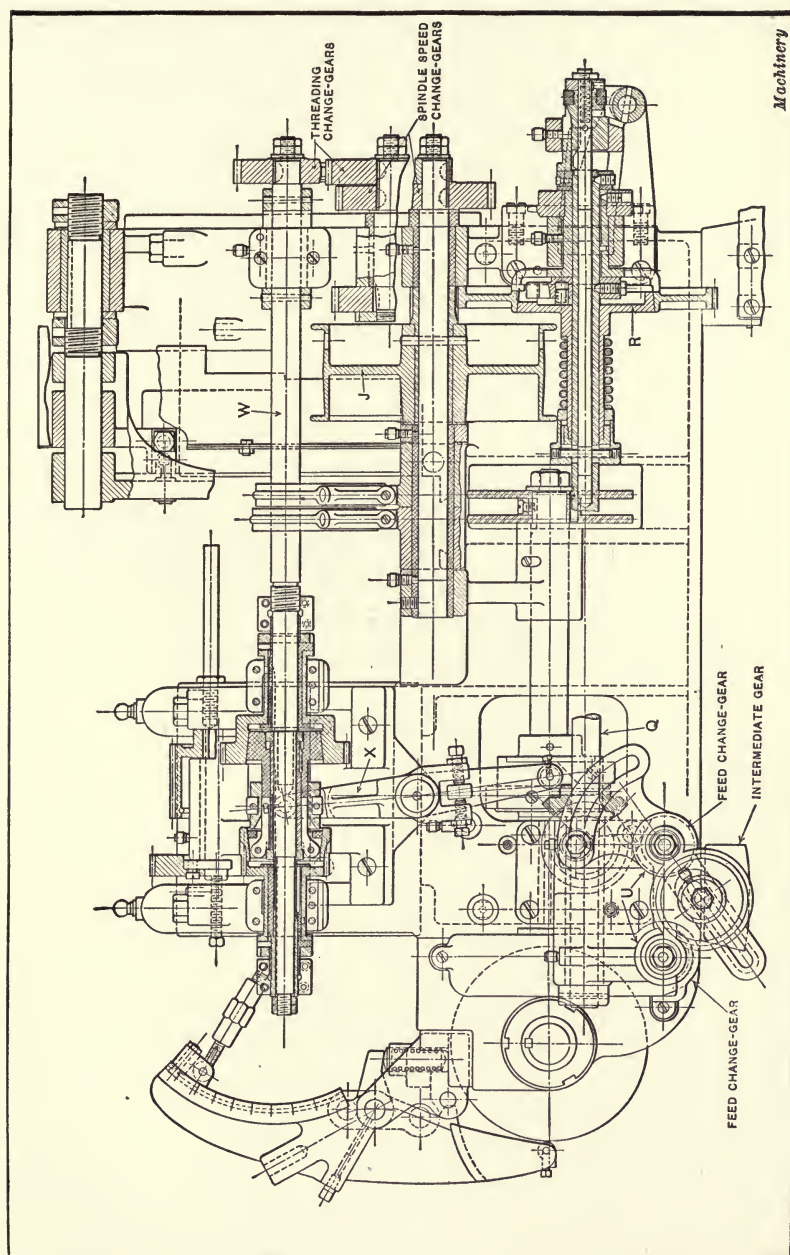 THREADING
CHANGE-GEARS
SPINDLE SPEED
CHANGE-GEARS
W
J
R
X
Q
U
FEED CHANGE-GEAR
INTERMEDIATE GEAR
FEED CHANGE-GEAR
Machinery